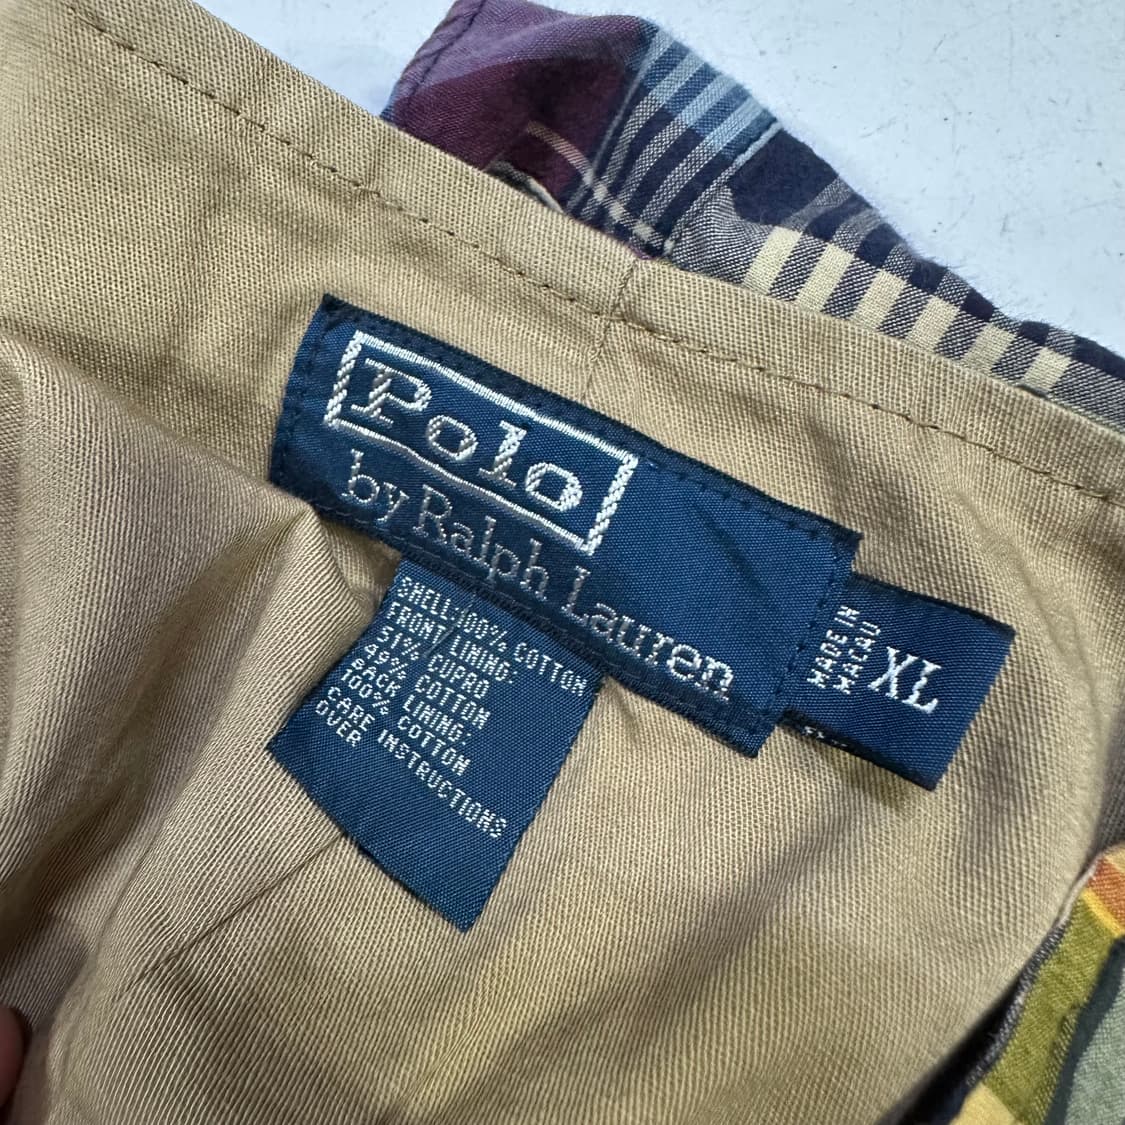 Polo
by Ralph Lauren
MADE IN
MACAU
XL
SHELL:100% COTTON
FRONT LINING:
51% CUPRO
49% COTTON
BACK LINING:
100% COTTON
CARE INSTRUCTIONS
OVER